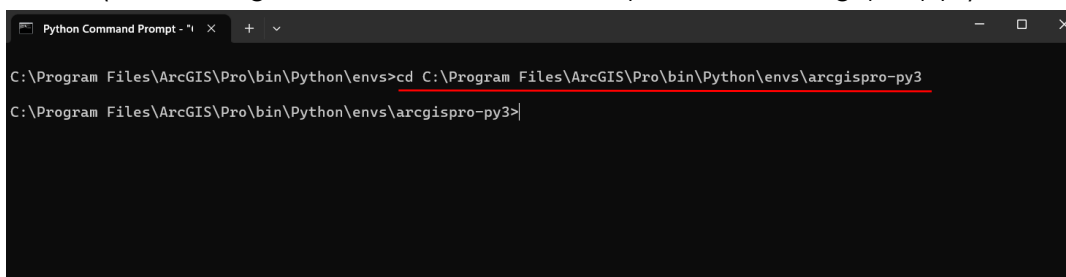 Python Command Prompt - "
C:\Program Files\ArcGIS\Pro\bin\Python\envs>cd C:\Program Files\ArcGIS\Pro\bin\Python\envs\arcgispro-py3
C:\Program Files\ArcGIS\Pro\bin\Python\envs\arcgispro-py3>